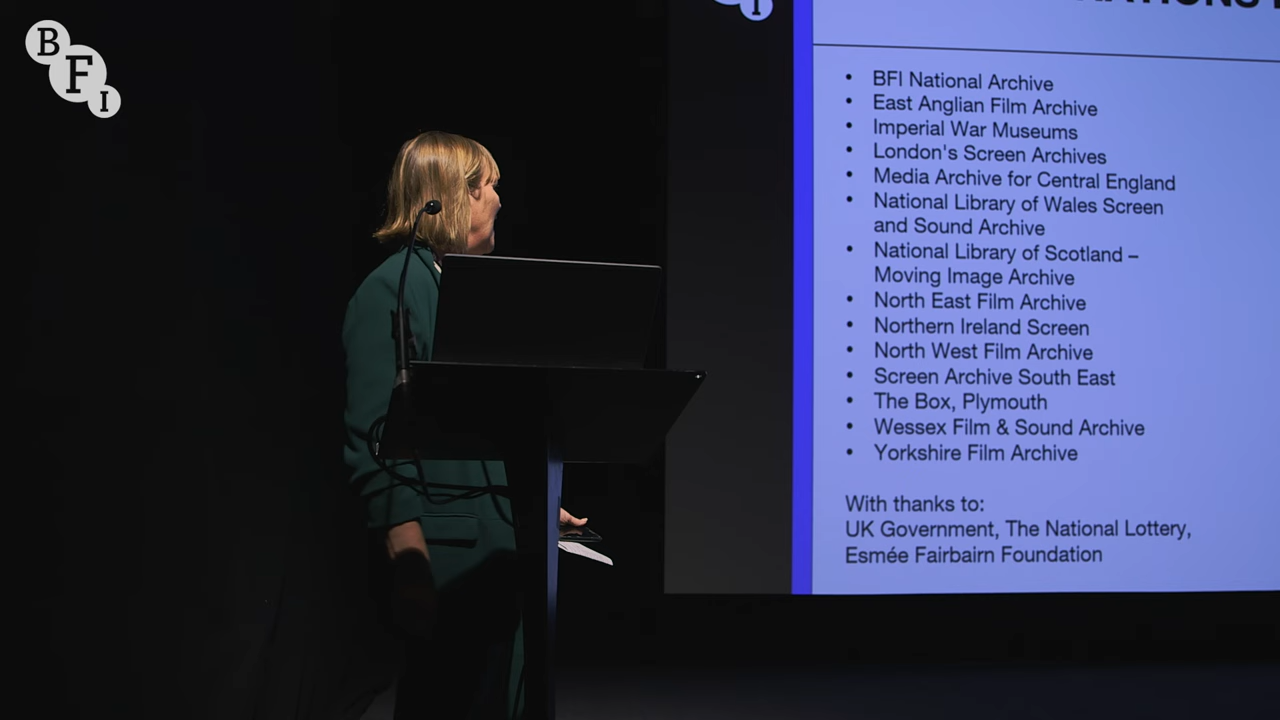 BFI
I
• BFI National Archive
• East Anglian Film Archive
• Imperial War Museums
• London's Screen Archives
• Media Archive for Central England
• National Library of Wales Screen
and Sound Archive
• National Library of Scotland –
Moving Image Archive
• North East Film Archive
• Northern Ireland Screen
• North West Film Archive
• Screen Archive South East
• The Box, Plymouth
• Wessex Film & Sound Archive
• Yorkshire Film Archive
With thanks to:
UK Government, The National Lottery,
Esmée Fairbairn Foundation